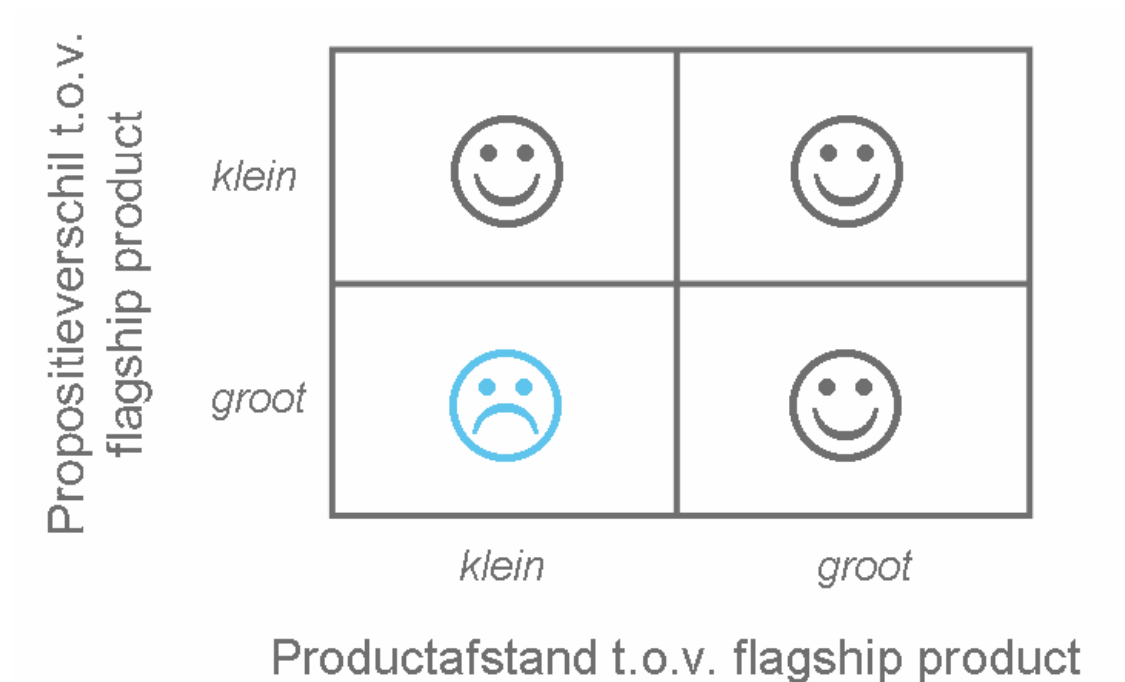 Propositieverschil t.o.v.
flagship product
klein
groot
klein groot
Productafstand t.o.v. flagship product